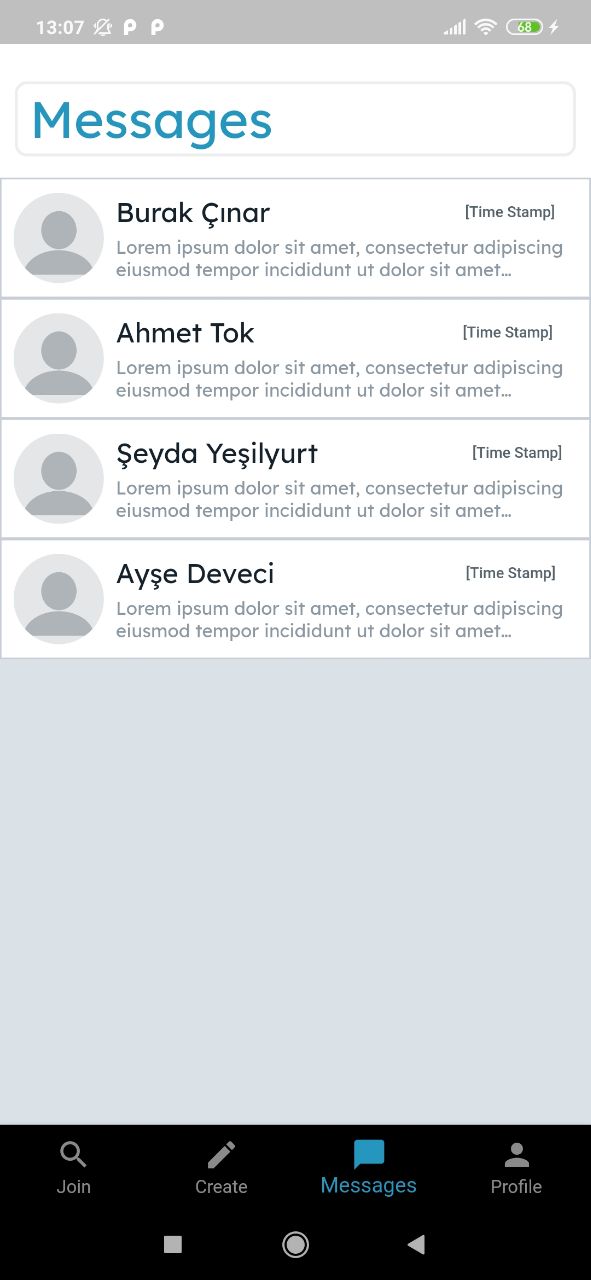 13:07
68
Messages
Burak Çınar [Time Stamp]
Lorem ipsum dolor sit amet, consectetur adipiscing
eiusmod tempor incididunt ut dolor sit amet...
Ahmet Tok [Time Stamp]
Lorem ipsum dolor sit amet, consectetur adipiscing
eiusmod tempor incididunt ut dolor sit amet...
Şeyda Yeşilyurt [Time Stamp]
Lorem ipsum dolor sit amet, consectetur adipiscing
eiusmod tempor incididunt ut dolor sit amet...
Ayşe Deveci [Time Stamp]
Lorem ipsum dolor sit amet, consectetur adipiscing
eiusmod tempor incididunt ut dolor sit amet...
Join Create Messages Profile